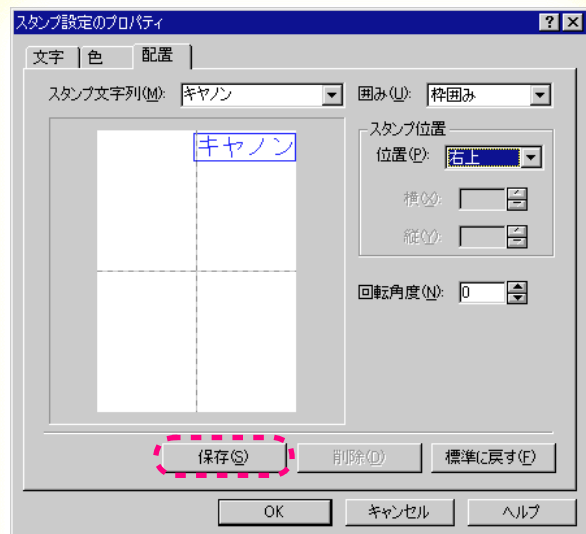 スタンプ設定のプロパティ
文字 色 配置
スタンプ文字列(M): キヤノン 囲み(U): 枠囲み
キヤノン
スタンプ位置
位置(P): 右上
横(X):
縦(Y):
回転角度(N): 0
保存(S) 削除(D) 標準に戻す(F)
OK キャンセル ヘルプ